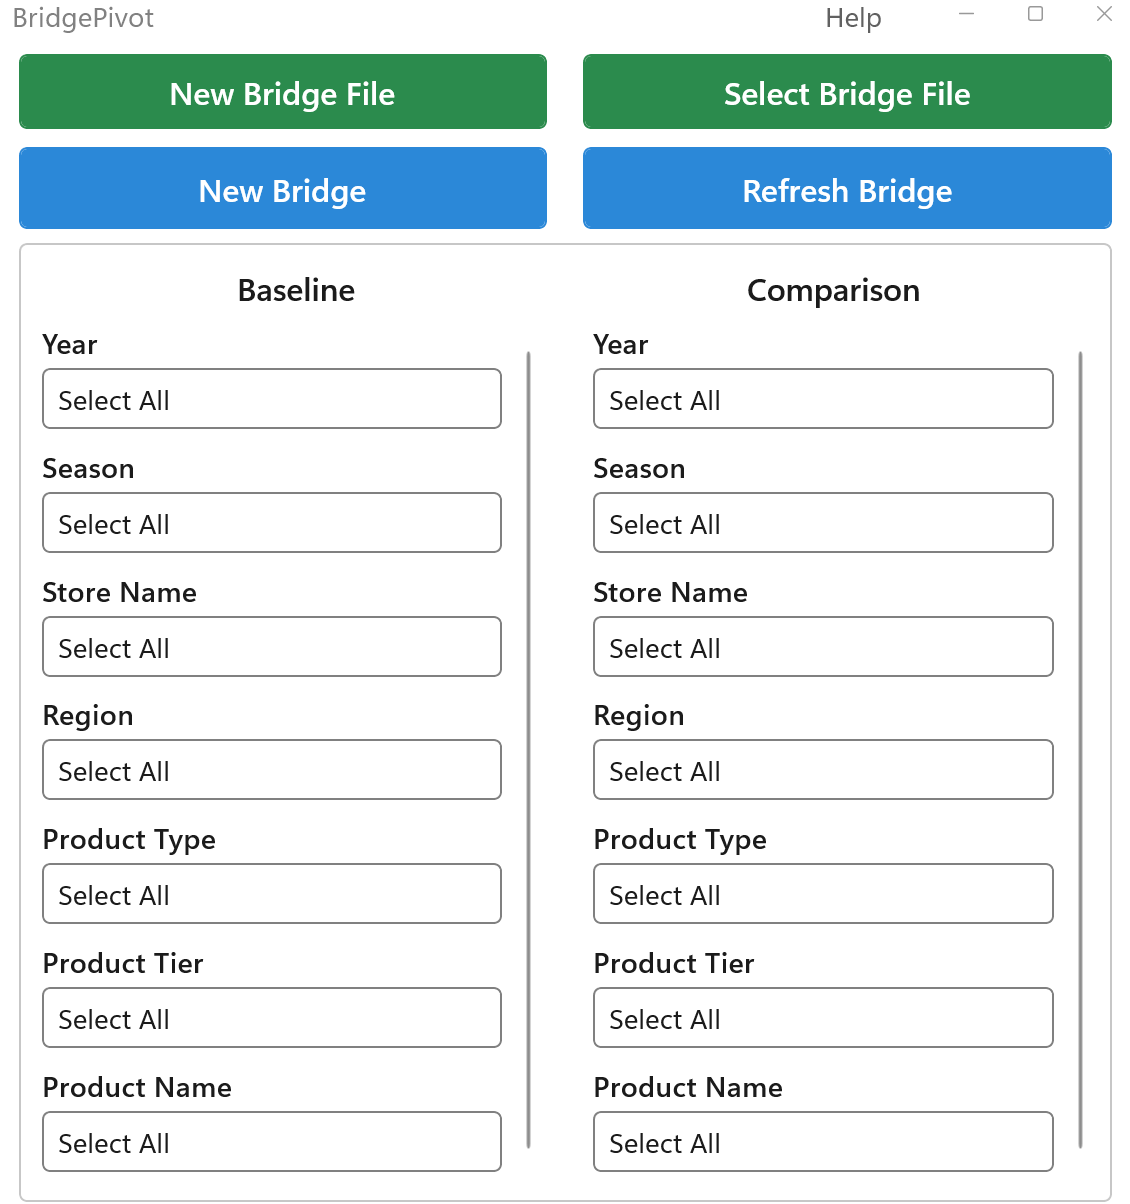 BridgePivot Help
New Bridge File Select Bridge File
New Bridge Refresh Bridge
Baseline Comparison
Year Year
Select All Select All
Season Season
Select All Select All
Store Name Store Name
Select All Select All
Region Region
Select All Select All
Product Type Product Type
Select All Select All
Product Tier Product Tier
Select All Select All
Product Name Product Name
Select All Select All